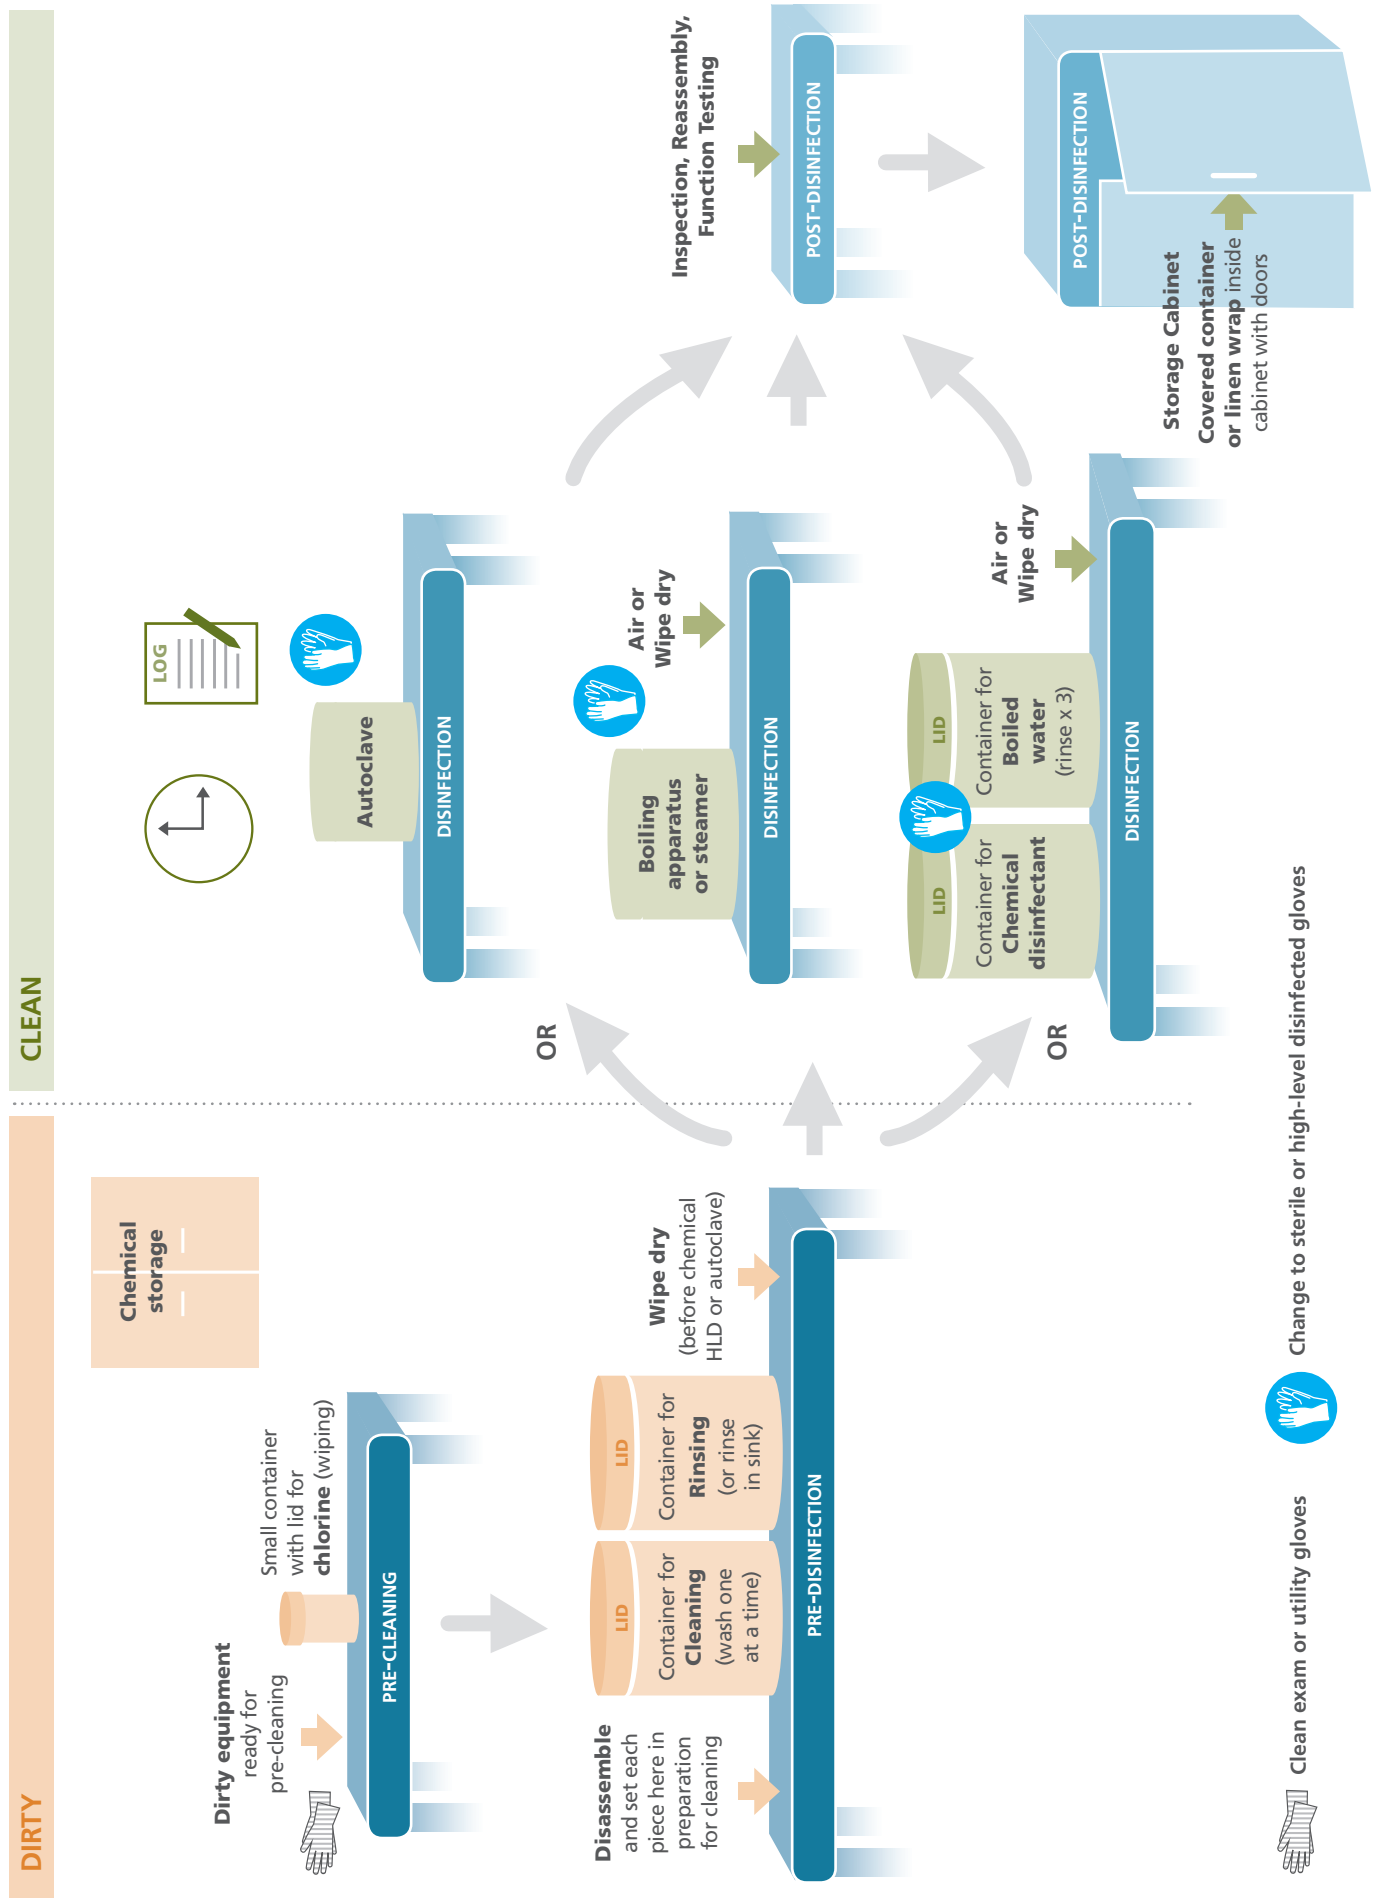 DIRTY
CLEAN
Dirty equipment
ready for
pre-cleaning
Small container
with lid for
chlorine (wiping)
PRE-CLEANING
Chemical
storage
Disassemble
and set each
piece here in
preparation
for cleaning
LID
Container for
Cleaning
(wash one
at a time)
LID
Container for
Rinsing
(or rinse
in sink)
Wipe dry
(before chemical
HLD or autoclave)
PRE-DISINFECTION
OR
OR
LOG
Autoclave
DISINFECTION
Boiling
apparatus
or steamer
Air or
Wipe dry
DISINFECTION
LID
Container for
Chemical
disinfectant
LID
Container for
Boiled
water
(rinse x 3)
Air or
Wipe dry
DISINFECTION
Inspection, Reassembly,
Function Testing
POST-DISINFECTION
POST-DISINFECTION
Storage Cabinet
Covered container
or linen wrap inside
cabinet with doors
Clean exam or utility gloves
Change to sterile or high-level disinfected gloves